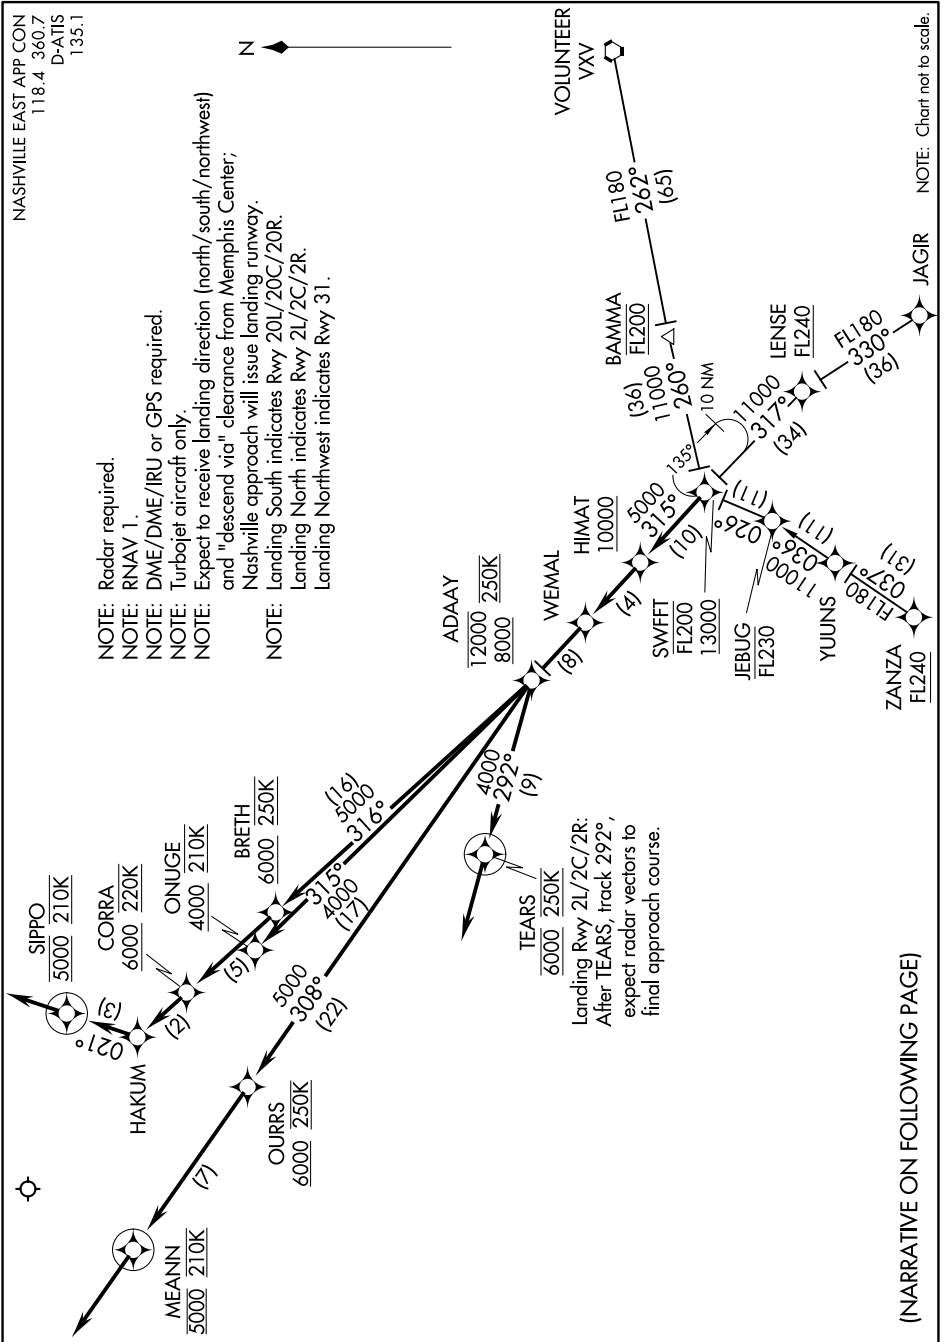 NASHVILLE EAST APP CON
118.4 360.7
D-ATIS
135.1
N
NOTE: Radar required.
NOTE: RNAV 1.
NOTE: DME/DME/IRU or GPS required.
NOTE: Turbojet aircraft only.
NOTE: Expect to receive landing direction (north/south/northwest)
and "descend via" clearance from Memphis Center;
Nashville approach will issue landing runway.
NOTE: Landing South indicates Rwy 20L/20C/20R.
Landing North indicates Rwy 2L/2C/2R.
Landing Northwest indicates Rwy 31.
VOLUNTEER
VXV
FL180
262°
(65)
BAMMA
FL200
(36)
11000
260°
10 NM
135°
LENSE
FL240
FL180
330°
(36)
JAGIR
11000
317°
(34)
NOTE: Chart not to scale.
SWFFT
FL200
13000
(11)
026°
JEBUG
FL230
(11)
036°
11000
YUUNS
(31)
037°
FL180
ZANZA
FL240
5000
315°
(10)
HIMAT
10000
(4)
WEMAL
(8)
ADAAY
12000 250K
8000
(16)
5000
316°
BRETH
6000 250K
315°
4000
(17)
ONUGE
4000 210K
(5)
CORRA
6000 220K
(2)
HAKUM
021°
(3)
SIPPO
5000 210K
5000
308°
(22)
OURRS
6000 250K
(7)
MEANN
5000 210K
4000
292°
(9)
TEARS
6000 250K
Landing Rwy 2L/2C/2R:
After TEARS, track 292°,
expect radar vectors to
final approach course.
(NARRATIVE ON FOLLOWING PAGE)